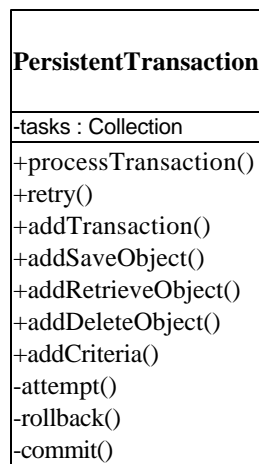 PersistentTransaction
-tasks : Collection
+processTransaction()
+retry()
+addTransaction()
+addSaveObject()
+addRetrieveObject()
+addDeleteObject()
+addCriteria()
-attempt()
-rollback()
-commit()